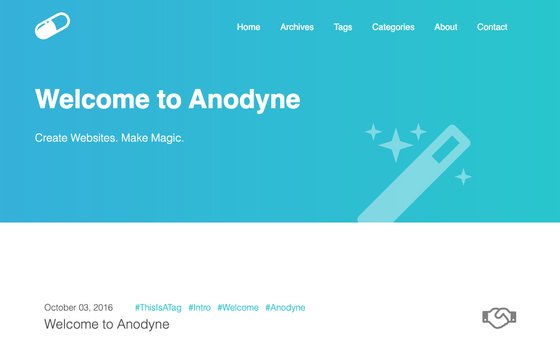 Home Archives Tags Categories About Contact
Welcome to Anodyne
Create Websites. Make Magic.
October 03, 2016 #ThisIsATag #Intro #Welcome #Anodyne
Welcome to Anodyne